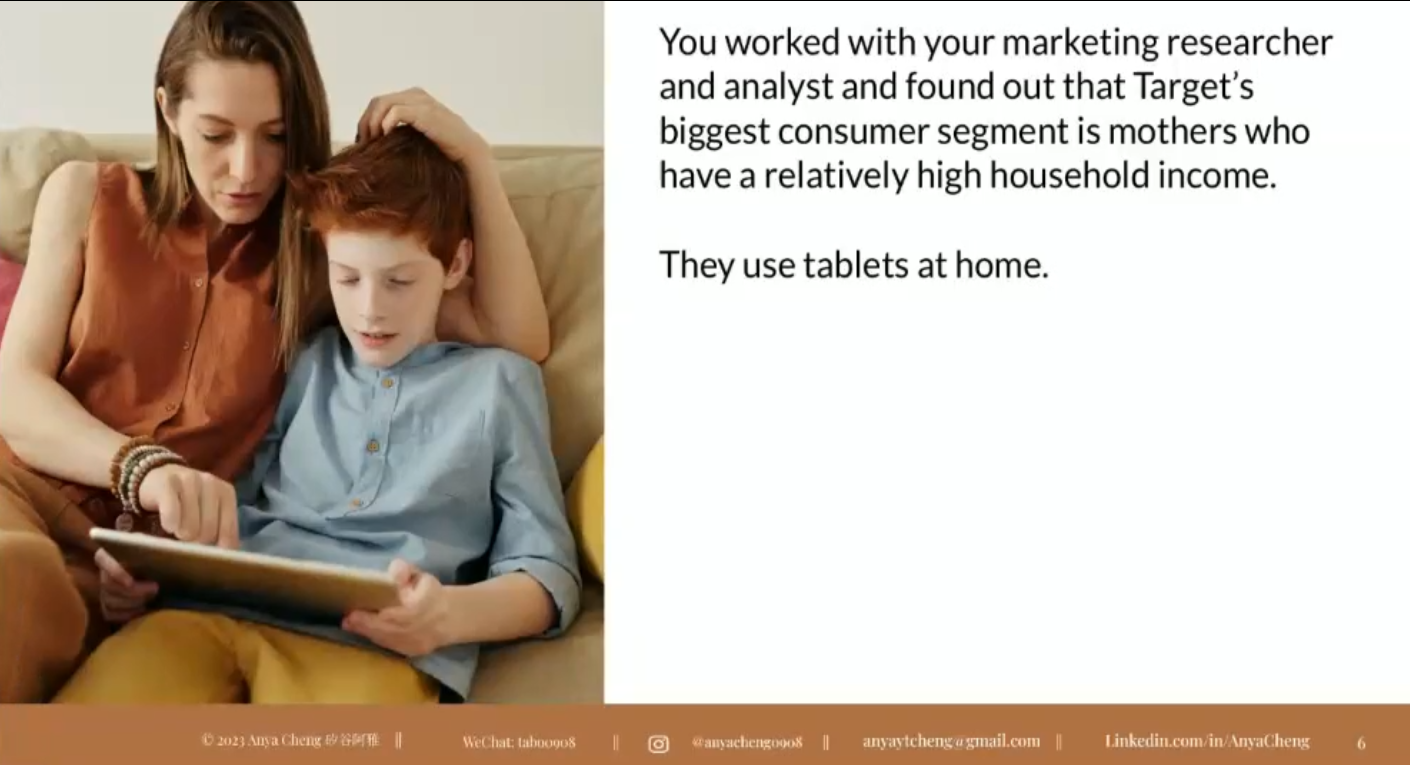 You worked with your marketing researcher
and analyst and found out that Target’s
biggest consumer segment is mothers who
have a relatively high household income.
They use tablets at home.
© 2023 Anya Cheng 矽谷阿雅 || WeChat: tab00908 || @anyacheng0908 || anyaytcheng@gmail.com || Linkedin.com/in/AnyaCheng 6